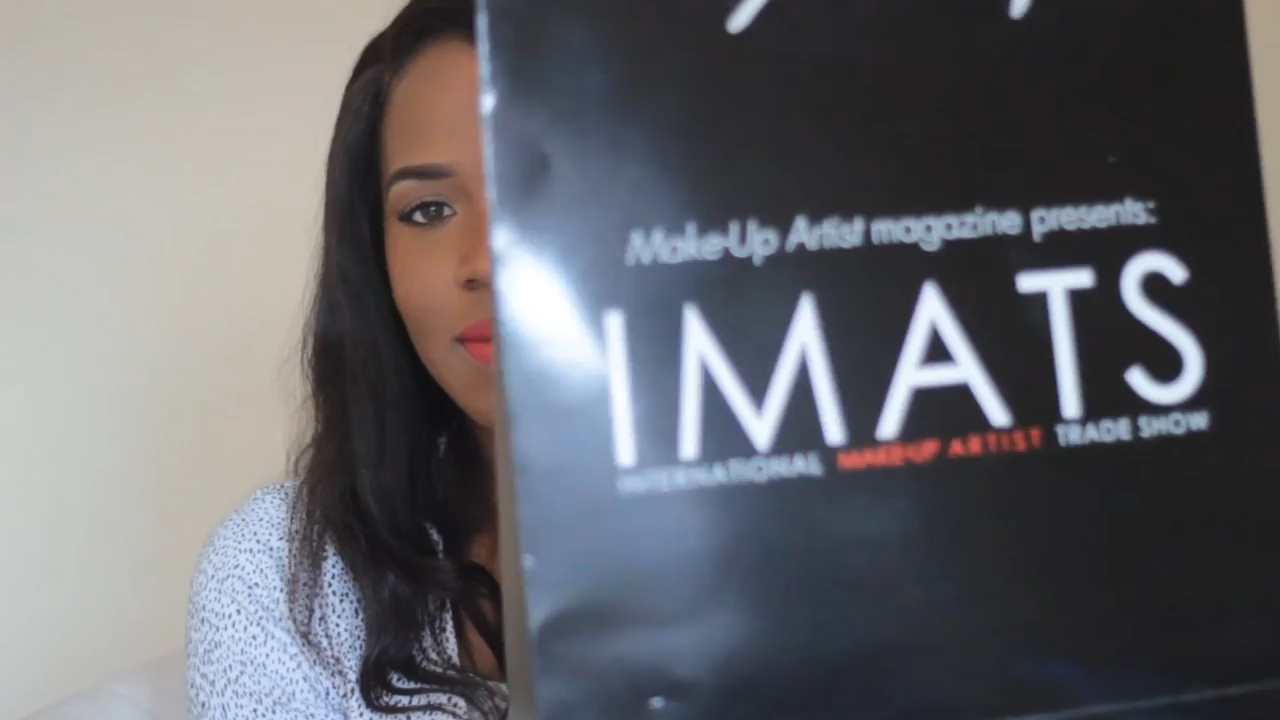 Make-Up Artist magazine presents:
IMATS
INTERNATIONAL MAKE-UP ARTIST TRADE SHOW